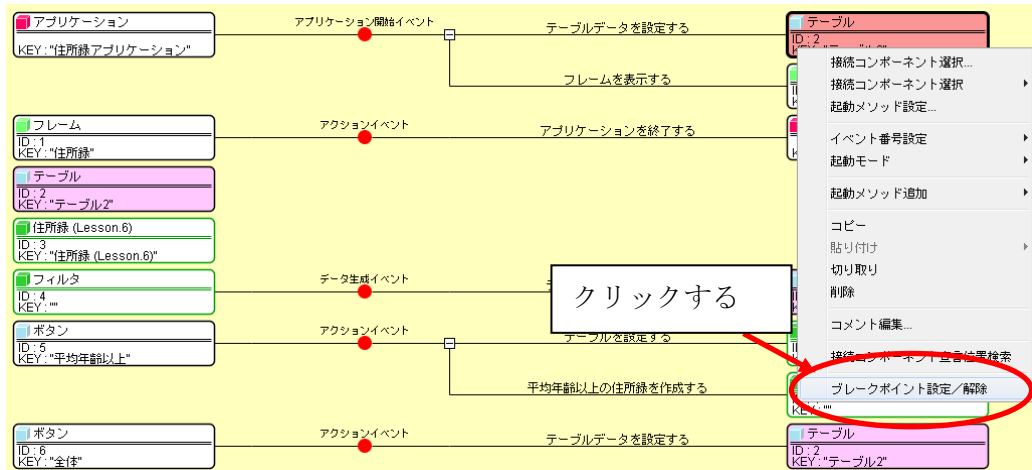 アプリケーション
KEY : "住所録アプリケーション"
アプリケーション開始イベント
テーブルデータを設定する
テーブル
ID : 2
フレームを表示する
フレーム
ID : 1
KEY : "住所録"
アクションイベント
アプリケーションを終了する
テーブル
ID : 2
KEY : "テーブル2"
住所録 (Lesson.6)
ID : 3
KEY : "住所録 (Lesson.6)"
フィルタ
ID : 4
KEY : ""
データ生成イベント
ボタン
ID : 5
KEY : "平均年齢以上"
アクションイベント
テーブルを設定する
平均年齢以上の住所録を作成する
KEY : ""
ボタン
ID : 6
KEY : "全体"
アクションイベント
テーブルデータを設定する
テーブル
ID : 2
KEY : "テーブル2"
接続コンポーネント選択...
接続コンポーネント選択
起動メソッド設定...
イベント番号設定
起動モード
起動メソッド追加
コピー
貼り付け
切り取り
削除
コメント編集...
接続コンポーネント宣言位置検索
ブレークポイント設定／解除
クリックする